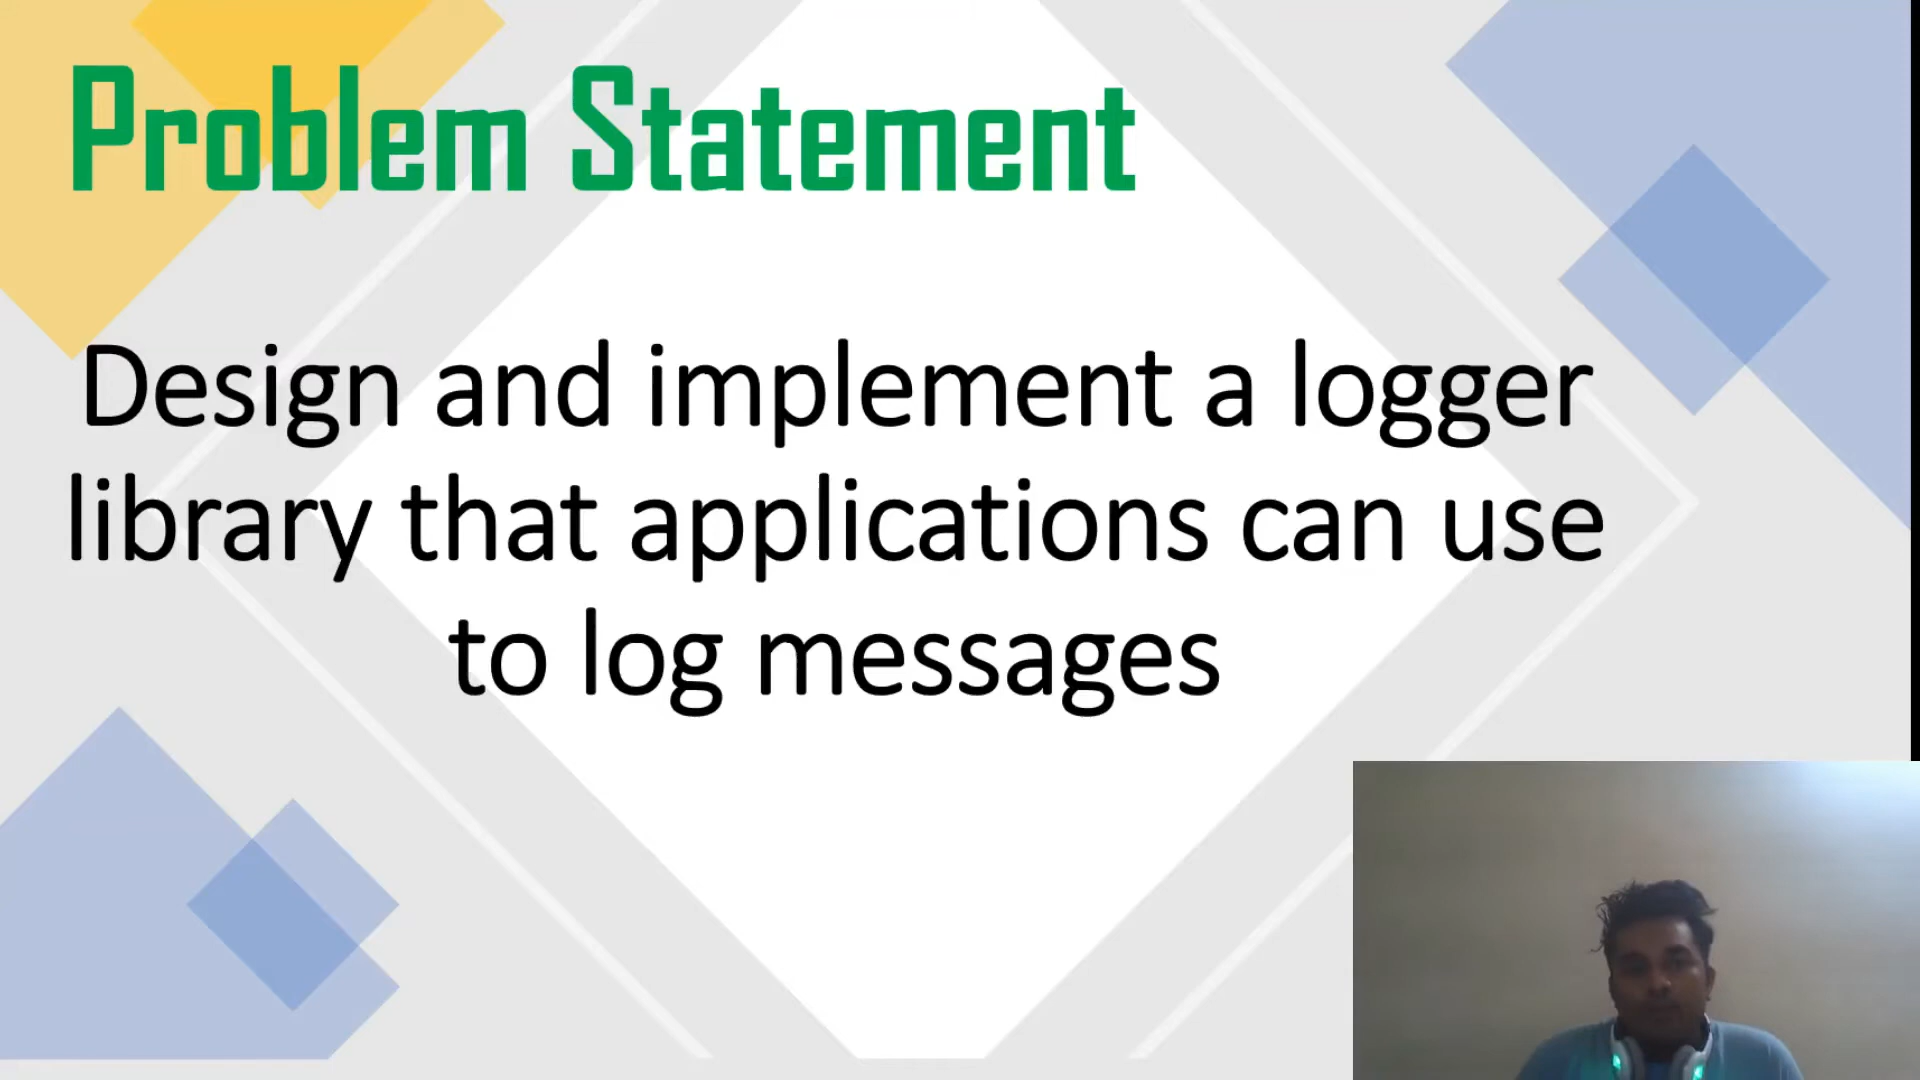 Problem Statement
Design and implement a logger
library that applications can use
to log messages